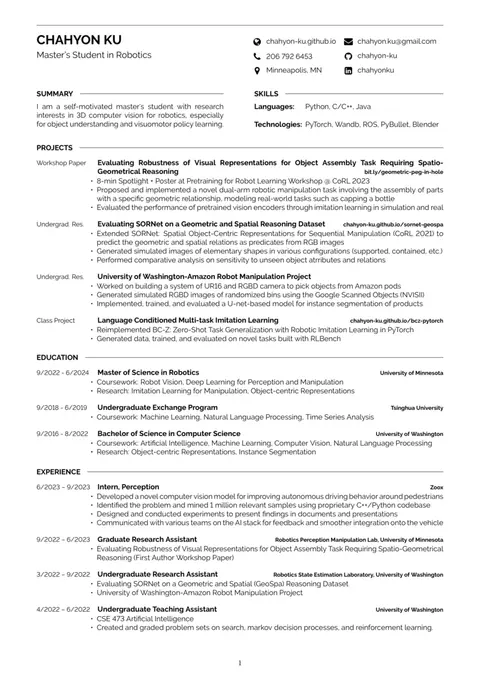 CHAHYON KU
Master's Student in Robotics
chahyon-ku.github.io
chahyon.ku@gmail.com
206 792 6453
chahyon-ku
Minneapolis, MN
chahyonku
SUMMARY
I am a self-motivated master's student with research
interests in 3D computer vision for robotics, especially
for object understanding and visuomotor policy learning.
SKILLS
Languages: Python, C/C++, Java
Technologies: PyTorch, Wandb, ROS, PyBullet, Blender
PROJECTS
Workshop Paper
Evaluating Robustness of Visual Representations for Object Assembly Task Requiring Spatio-
Geometrical Reasoning bit.ly/geometric-peg-in-hole
• 8-min Spotlight • Poster at Pretraining for Robot Learning Workshop @ CoRL 2023
• Proposed and implemented a novel dual-arm robotic manipulation task involving the assembly of parts
with a specific geometric relationship, modeling real-world tasks such as capping a bottle
• Evaluated the performance of pretrained vision encoders through imitation learning in simulation and real
Undergrad. Res. Evaluating SORNet on a Geometric and Spatial Reasoning Dataset chahyon-ku.github.io/sornet-geospa
• Extended SORNet: Spatial Object-Centric Representations for Sequential Manipulation (CoRL 2021) to
predict the geometric and spatial relations as predicates from RGB images
• Generated simulated images of elementary shapes in various configurations (supported, contained, etc.)
• Performed comparative analysis on sensitivity to unseen object attributes and relations
Undergrad. Res. University of Washington-Amazon Robot Manipulation Project
• Worked on building a system of UR16 and RGBD camera to pick objects from Amazon pods
• Generated simulated RGBD images of randomized bins using the Google Scanned Objects (NVISII)
• Implemented, trained, and evaluated a U-net-based model for instance segmentation of products
Class Project Language Conditioned Multi-task Imitation Learning chahyon-ku.github.io/bcz-pytorch
• Reimplemented BC-Z: Zero-Shot Task Generalization with Robotic Imitation Learning in PyTorch
• Generated data, trained, and evaluated on novel tasks built with RLBench
EDUCATION
9/2022 - 6/2024 Master of Science in Robotics University of Minnesota
• Coursework: Robot Vision, Deep Learning for Perception and Manipulation
• Research: Imitation Learning for Manipulation, Object-centric Representations
9/2018 - 6/2019 Undergraduate Exchange Program Tsinghua University
• Coursework: Machine Learning, Natural Language Processing, Time Series Analysis
9/2016 - 8/2022 Bachelor of Science in Computer Science University of Washington
• Coursework: Artificial Intelligence, Machine Learning, Computer Vision, Natural Language Processing
• Research: Object-Centric Representations, Instance Segmentation
EXPERIENCE
6/2023 – 9/2023 Intern, Perception Zoox
• Developed a novel computer vision model for improving autonomous driving behavior around pedestrians
• Identified the problem and mined 1 million relevant samples using proprietary C++/Python codebase
• Designed and conducted experiments to present findings in documents and presentations
• Communicated with various teams on the AI stack for feedback and smoother integration onto the vehicle
9/2022 – 6/2023 Graduate Research Assistant Robotics Perception Manipulation Lab, University of Minnesota
• Evaluating Robustness of Visual Representations for Object Assembly Task Requiring Spatio-Geometrical
Reasoning (First Author Workshop Paper)
3/2022 – 9/2022 Undergraduate Research Assistant Robotics State Estimation Laboratory, University of Washington
• Evaluating SORNet on a Geometric and Spatial (GeoSpa) Reasoning Dataset
• University of Washington-Amazon Robot Manipulation Project
4/2022 – 6/2022 Undergraduate Teaching Assistant University of Washington
• CSE 473 Artificial Intelligence
• Created and graded problem sets on search, markov decision processes, and reinforcement learning.
1